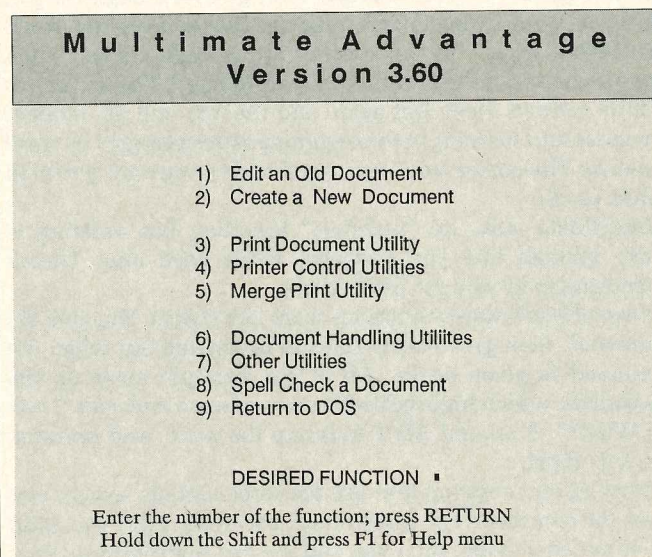 Multimate Advantage
Version 3.60
1) Edit an Old Document
2) Create a New Document
3) Print Document Utility
4) Printer Control Utilities
5) Merge Print Utility
6) Document Handling Utiliites
7) Other Utilities
8) Spell Check a Document
9) Return to DOS
DESIRED FUNCTION
Enter the number of the function; press RETURN
Hold down the Shift and press F1 for Help menu